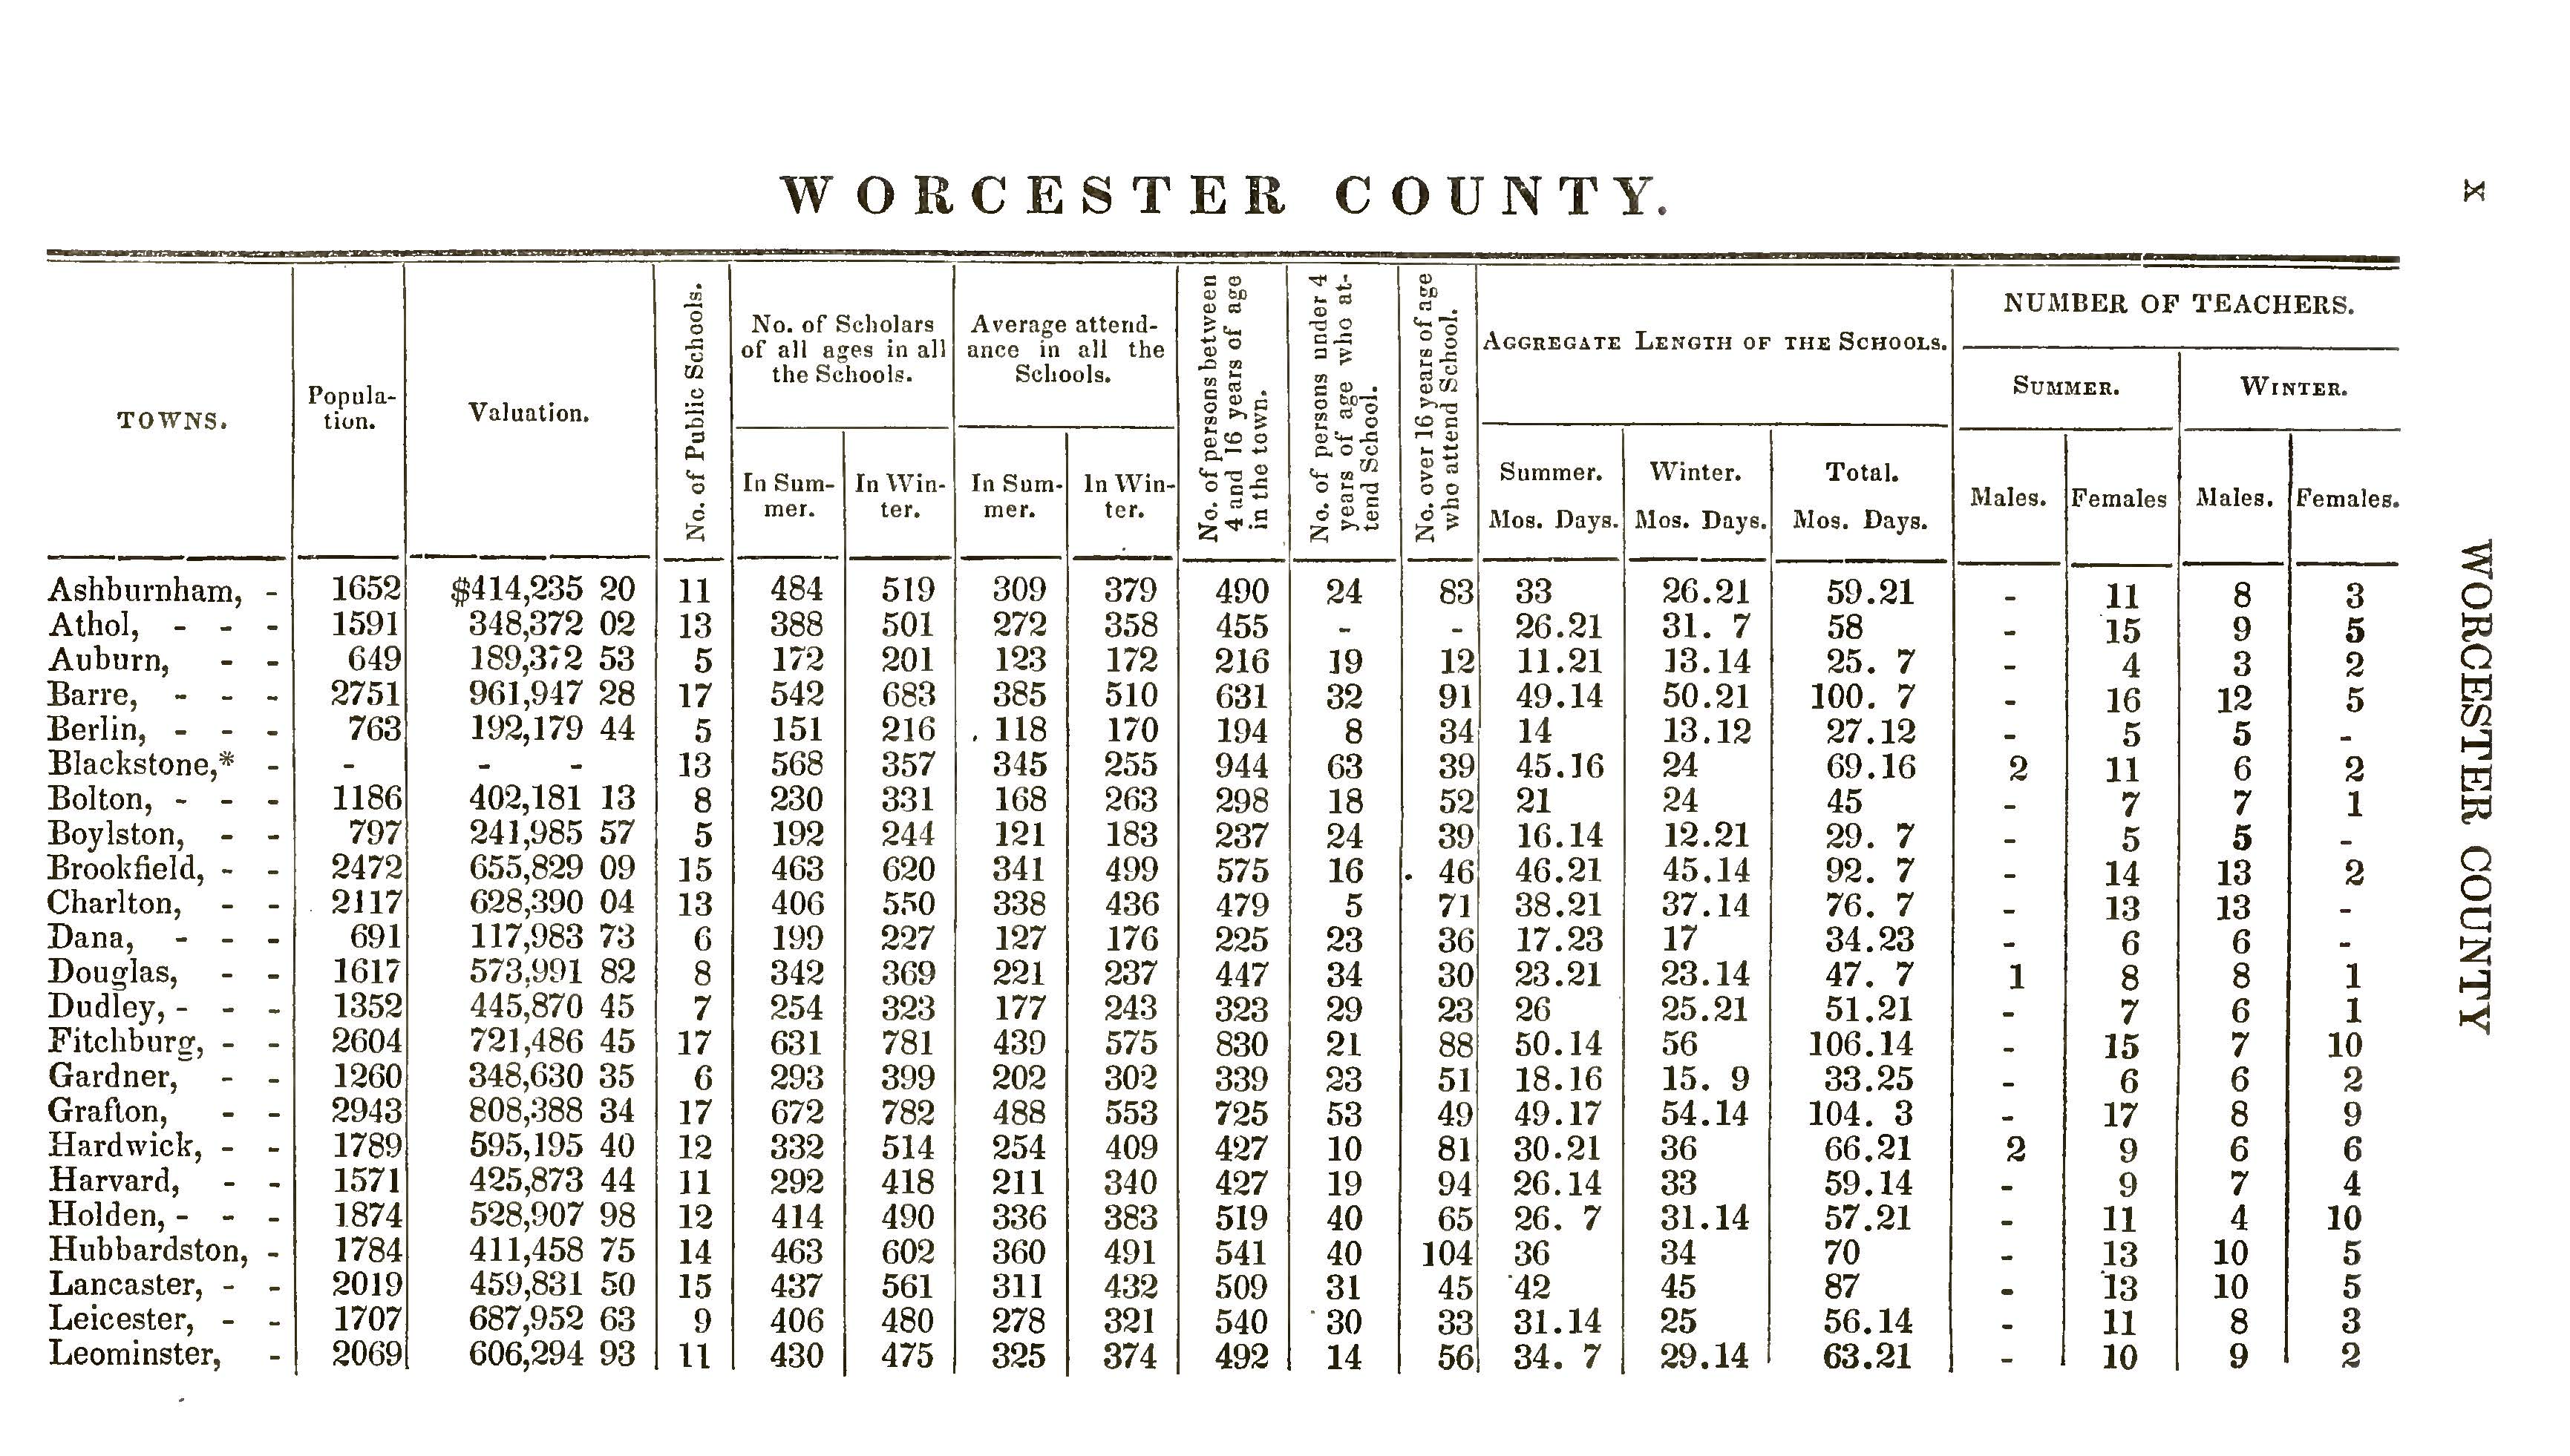 WORCESTER COUNTY.
x
WORCESTER COUNTY
TOWNS.
Popula-
tion.
Valuation.
No. of Public Schools.
No. of Scholars
of all ages in all
the Schools.
In Sum-
mer.
In Win-
ter.
Average attend-
ance in all the
Schools.
In Sum-
mer.
In Win-
ter.
No. of persons between
4 and 16 years of age
in the town.
No. of persons under 4
years of age who at-
tend School.
No. over 16 years of age
who attend School.
AGGREGATE LENGTH OF THE SCHOOLS.
Summer. Winter. Total.
Mos. Days. Mos. Days. Mos. Days.
NUMBER OF TEACHERS.
SUMMER. WINTER.
Males. Females Males. Females.
Ashburnham, - 1652 $414,235 20 11 484 519 309 379 490 24 83 33 26.21 59.21 - 11 8 3
Athol, - - - 1591 348,372 02 13 388 501 272 358 455 - - 26.21 31. 7 58 - 15 9 5
Auburn, - - 649 189,372 53 5 172 201 123 172 216 19 12 11.21 13.14 25. 7 - 4 3 2
Barre, - - - 2751 961,947 28 17 542 683 385 510 631 32 91 49.14 50.21 100. 7 - 16 12 5
Berlin, - - - 763 192,179 44 5 151 216 118 170 194 8 34 14 13.12 27.12 - 5 5 -
Blackstone,* - - - - 13 568 357 345 255 944 63 39 45.16 24 69.16 2 11 6 2
Bolton, - - - 1186 402,181 13 8 230 331 168 263 298 18 52 21 24 45 - 7 7 1
Boylston, - - 797 241,985 57 5 192 244 121 183 237 24 39 16.14 12.21 29. 7 - 5 5 -
Brookfield, - - 2472 655,829 09 15 463 620 341 499 575 16 46 46.21 45.14 92. 7 - 14 13 2
Charlton, - - 2117 628,390 04 13 406 550 338 436 479 5 71 38.21 37.14 76. 7 - 13 13 -
Dana, - - - 691 117,983 73 6 199 227 127 176 225 23 36 17.23 17 34.23 - 6 6 -
Douglas, - - 1617 573,991 82 8 342 369 221 237 447 34 30 23.21 23.14 47. 7 1 8 8 1
Dudley, - - - 1352 445,870 45 7 254 323 177 243 323 29 23 26 25.21 51.21 - 7 6 1
Fitchburg, - - 2604 721,486 45 17 631 781 439 575 830 21 88 50.14 56 106.14 - 15 7 10
Gardner, - - 1260 348,630 35 6 293 399 202 302 339 23 51 18.16 15. 9 33.25 - 6 6 2
Grafton, - - 2943 808,388 34 17 672 782 488 553 725 53 49 49.17 54.14 104. 3 - 17 8 9
Hardwick, - - 1789 595,195 40 12 332 514 254 409 427 10 81 30.21 36 66.21 2 9 6 6
Harvard, - - 1571 425,873 44 11 292 418 211 340 427 19 94 26.14 33 59.14 - 9 7 4
Holden, - - - 1874 528,907 98 12 414 490 336 383 519 40 65 26. 7 31.14 57.21 - 11 4 10
Hubbardston, - 1784 411,458 75 14 463 602 360 491 541 40 104 36 34 70 - 13 10 5
Lancaster, - - 2019 459,831 50 15 437 561 311 432 509 31 45 42 45 87 - 13 10 5
Leicester, - - 1707 687,952 63 9 406 480 278 321 540 30 33 31.14 25 56.14 - 11 8 3
Leominster, - 2069 606,294 93 11 430 475 325 374 492 14 56 34. 7 29.14 63.21 - 10 9 2